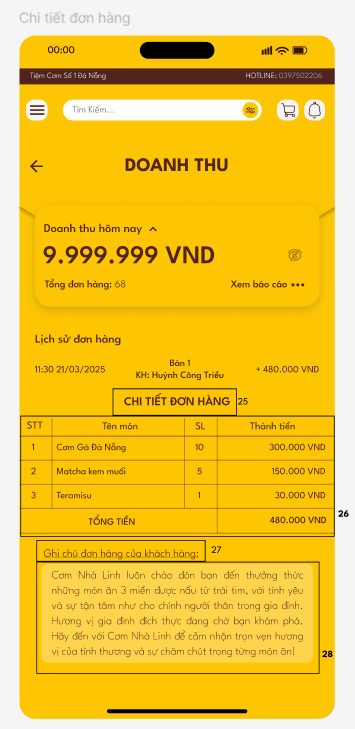 Chi tiết đơn hàng
00:00
Tiệm Cơm Số 1 Đà Nẵng HOTLINE: 0397502206
Tìm Kiếm...
DOANH THU
Doanh thu hôm nay
9.999.999 VND
Tổng đơn hàng: 68 Xem báo cáo •••
Lịch sử đơn hàng
11:30 21/03/2025 Bàn 1 + 480.000 VND
KH: Huỳnh Công Triều
CHI TIẾT ĐƠN HÀNG 25
STT Tên món SL Thành tiền
1 Cơm Gà Đà Nẵng 10 300.000 VND
2 Matcha kem muối 5 150.000 VND
3 Teramisu 1 30.000 VND
TỔNG TIỀN 480.000 VND
26
Ghi chú đơn hàng của khách hàng: 27
Cơm Nhà Linh luôn chào đón bạn đến thưởng thức
những món ăn 3 miền được nấu từ trái tim, với tình yêu
và sự tận tâm như cho chính người thân trong gia đình.
Hương vị gia đình đích thực đang chờ bạn khám phá.
Hãy đến với Cơm Nhà Linh để cảm nhận trọn vẹn hương
vị của tình thương và sự chăm chút trong từng món ăn!
28